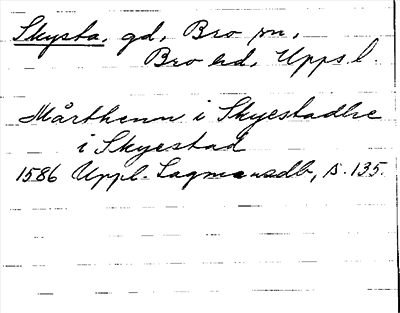 Skysta, gd, Bro sn,
Bro hd, Upps l.
Mårthenn i Skyestadhe
i Skyestad
1586 Uppl. Lagmansdb, s. 135.